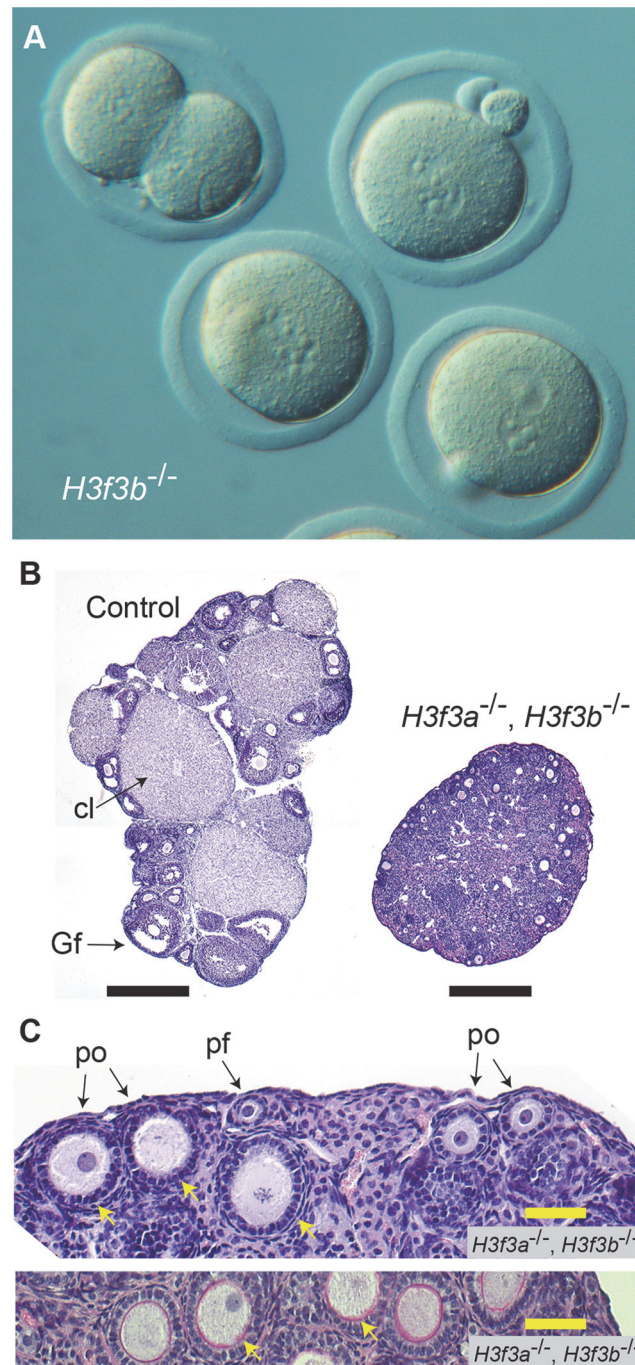 A
H3f3b-/-
B
Control
H3f3a-/-, H3f3b-/-
cl
Gf
C
po
pf
po
H3f3a-/-, H3f3b-/-
H3f3a-/-, H3f3b-/-